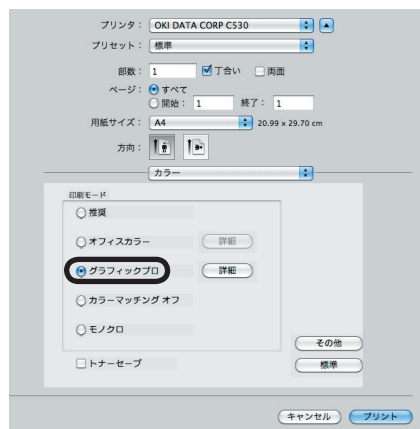 プリンタ： OKI DATA CORP C530
プリセット： 標準
部数： 1 丁合い 両面
ページ： すべて
開始： 1 終了： 1
用紙サイズ： A4 20.99 x 29.70 cm
方向：
カラー
印刷モード
推奨
オフィスカラー 詳細
グラフィックプロ 詳細
カラーマッチング オフ
モノクロ
その他
トナーセーブ 標準
キャンセル プリント